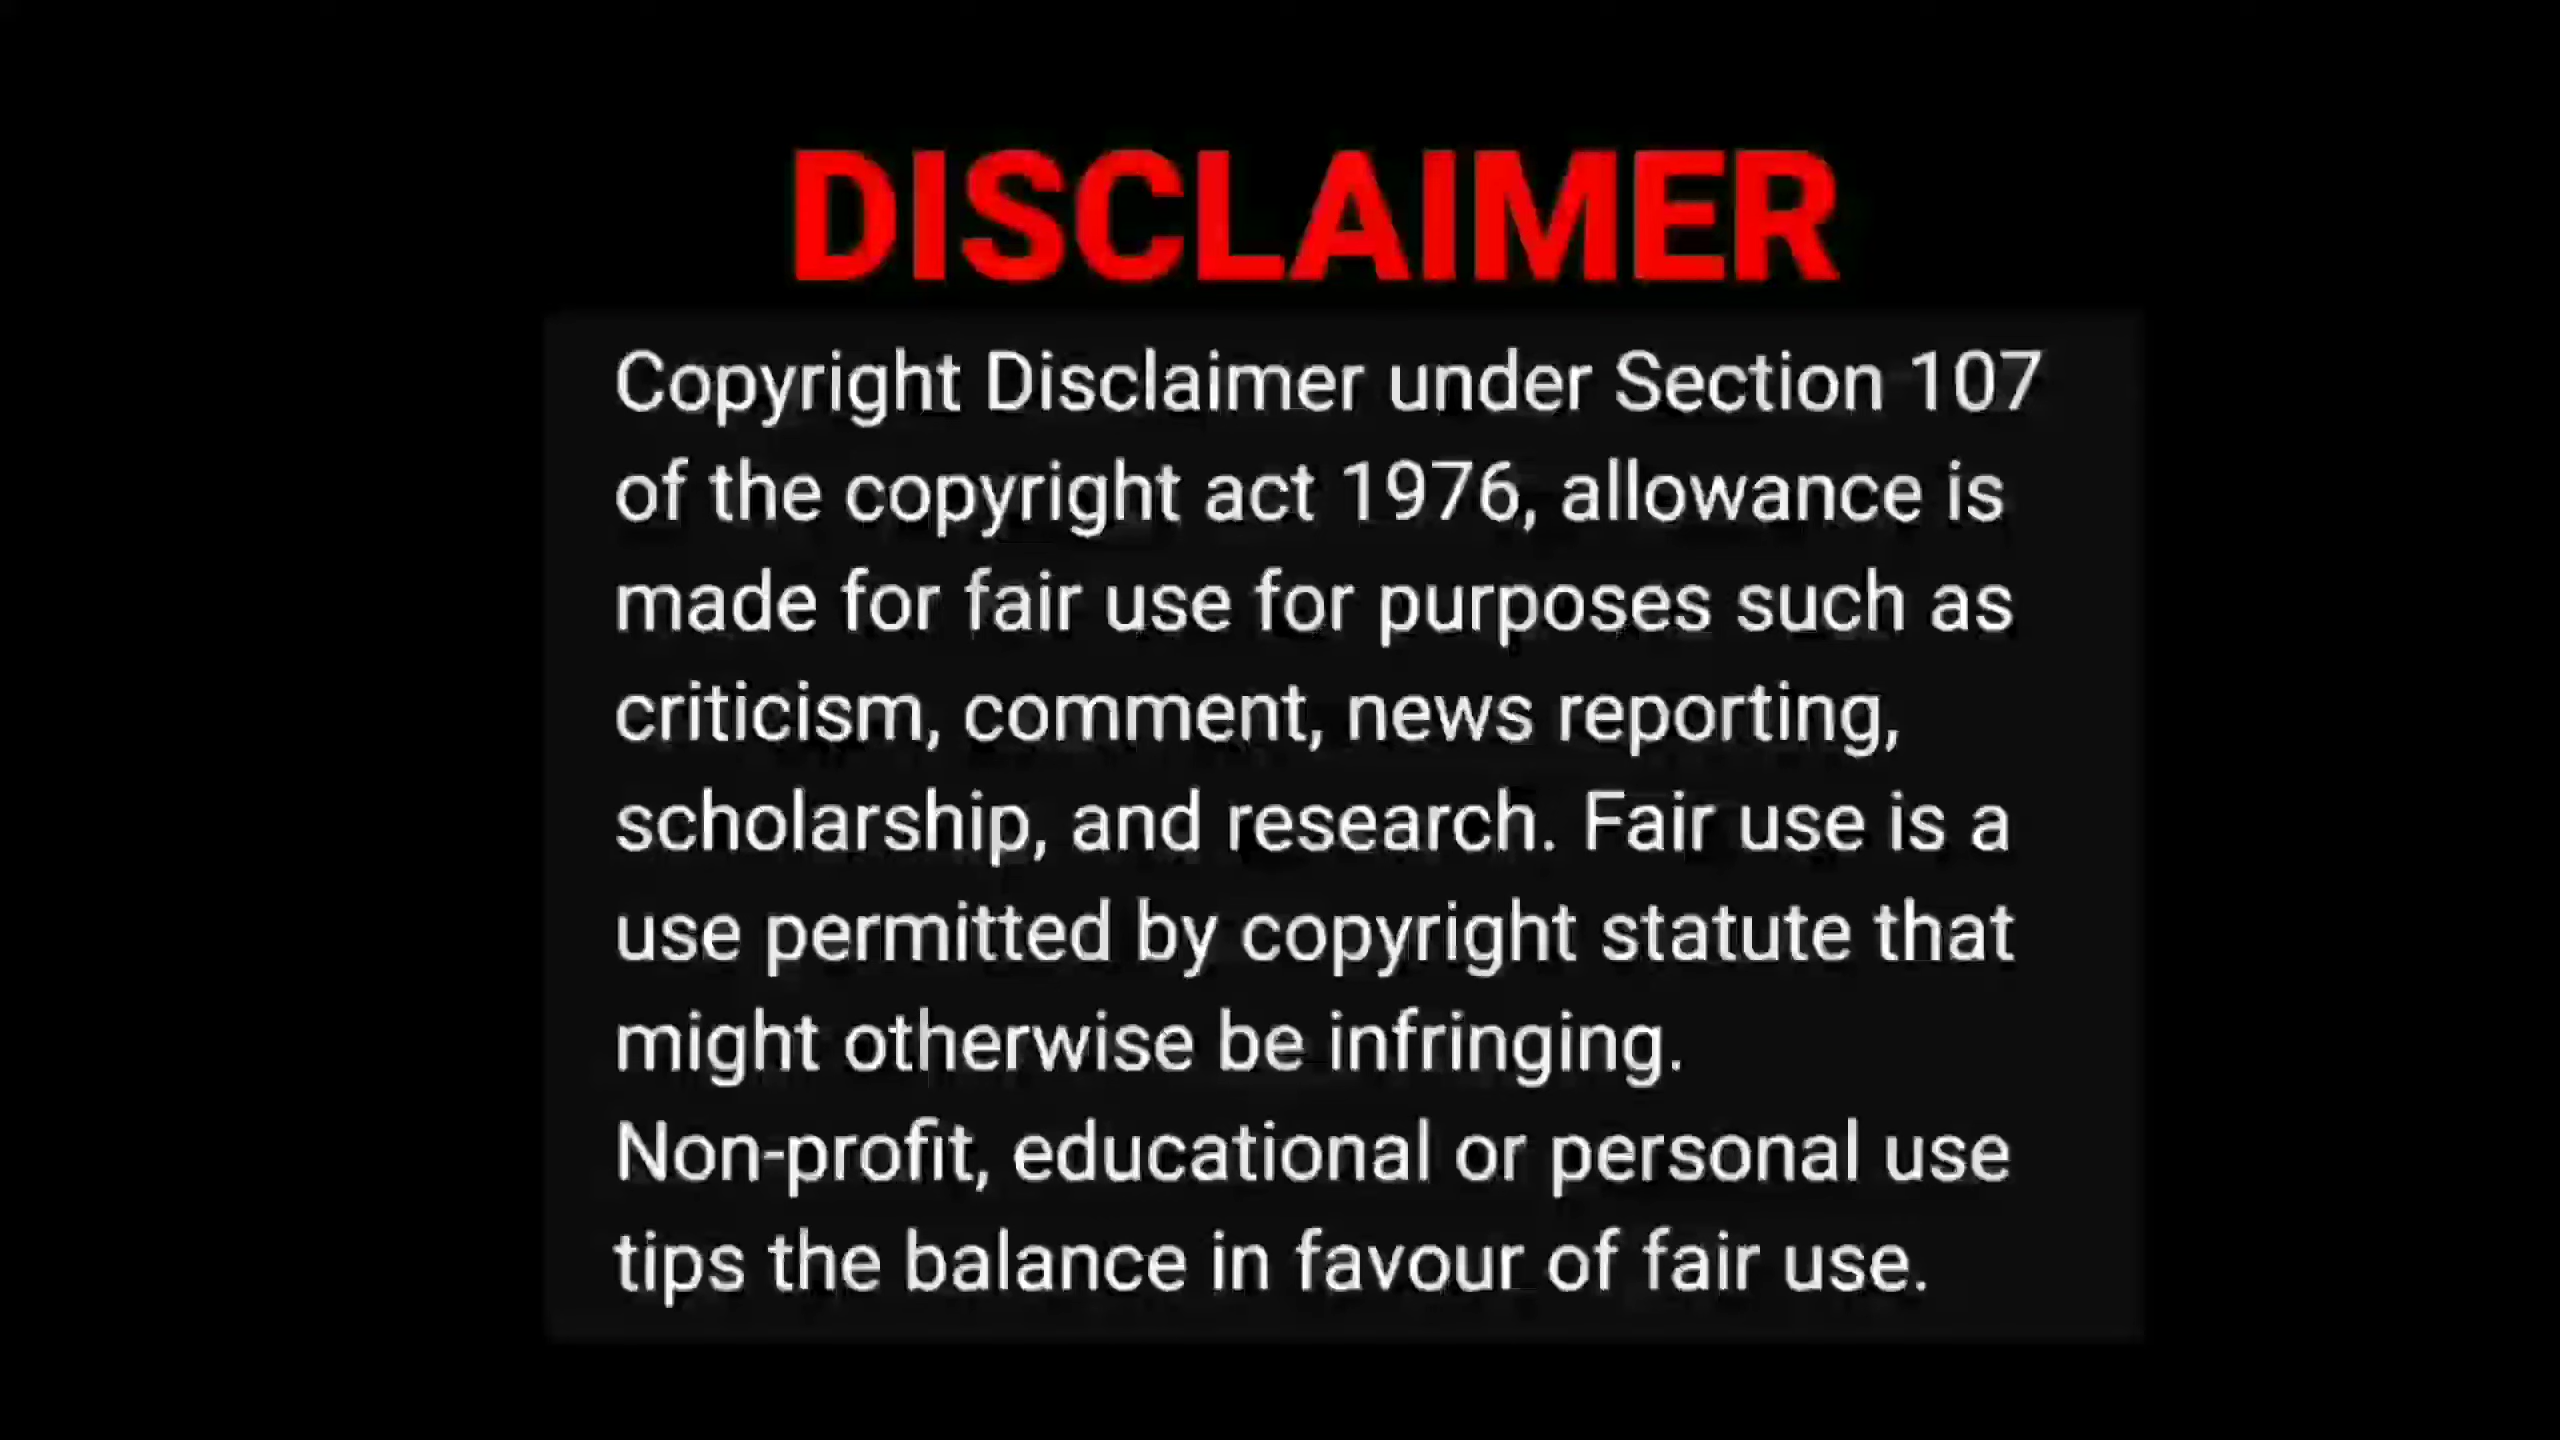 DISCLAIMER
Copyright Disclaimer under Section 107
of the copyright act 1976, allowance is
made for fair use for purposes such as
criticism, comment, news reporting,
scholarship, and research. Fair use is a
use permitted by copyright statute that
might otherwise be infringing.
Non-profit, educational or personal use
tips the balance in favour of fair use.